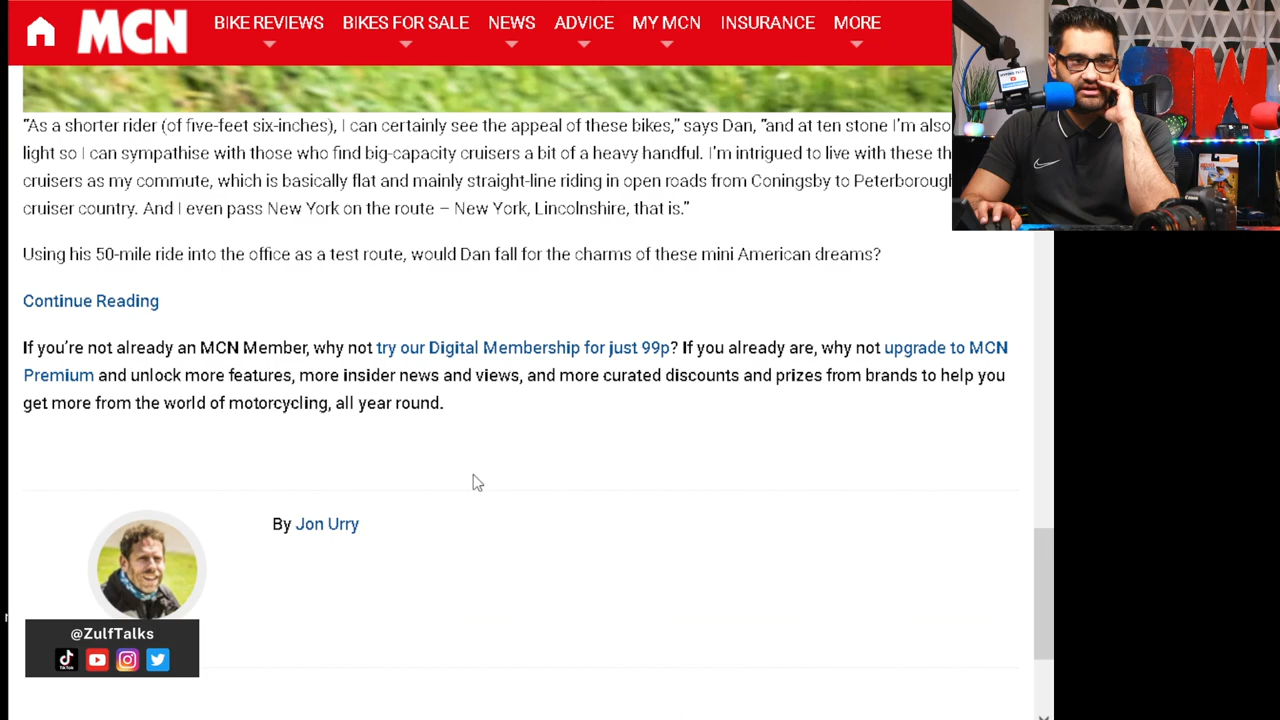 MCN
BIKE REVIEWS BIKES FOR SALE NEWS ADVICE MY MCN INSURANCE MORE
“As a shorter rider (of five-feet six-inches), I can certainly see the appeal of these bikes,” says Dan, “and at ten stone I’m also
light so I can sympathise with those who find big-capacity cruisers a bit of a heavy handful. I’m intrigued to live with these
cruisers as my commute, which is basically flat and mainly straight-line riding in open roads from Coningsby to Peterborough
cruiser country. And I even pass New York on the route – New York, Lincolnshire, that is.”
Using his 50-mile ride into the office as a test route, would Dan fall for the charms of these mini American dreams?
Continue Reading
If you’re not already an MCN Member, why not try our Digital Membership for just 99p? If you already are, why not upgrade to MCN
Premium and unlock more features, more insider news and views, and more curated discounts and prizes from brands to help you
get more from the world of motorcycling, all year round.
By Jon Urry
@ZulfTalks